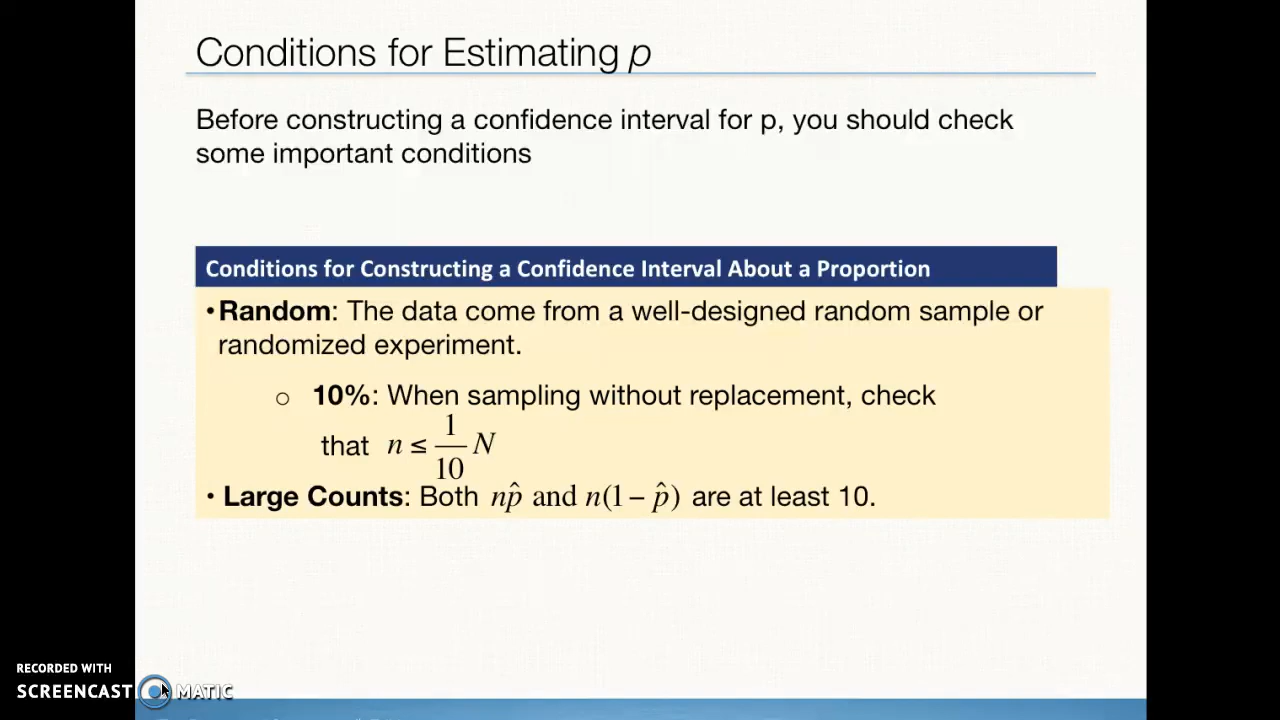 Conditions for Estimating p
Before constructing a confidence interval for p, you should check
some important conditions
Conditions for Constructing a Confidence Interval About a Proportion
•Random: The data come from a well-designed random sample or
randomized experiment.
o 10%: When sampling without replacement, check
that n ≤ 1/10 N
• Large Counts: Both np̂ and n(1 − p̂) are at least 10.
RECORDED WITH
SCREENCAST MATIC